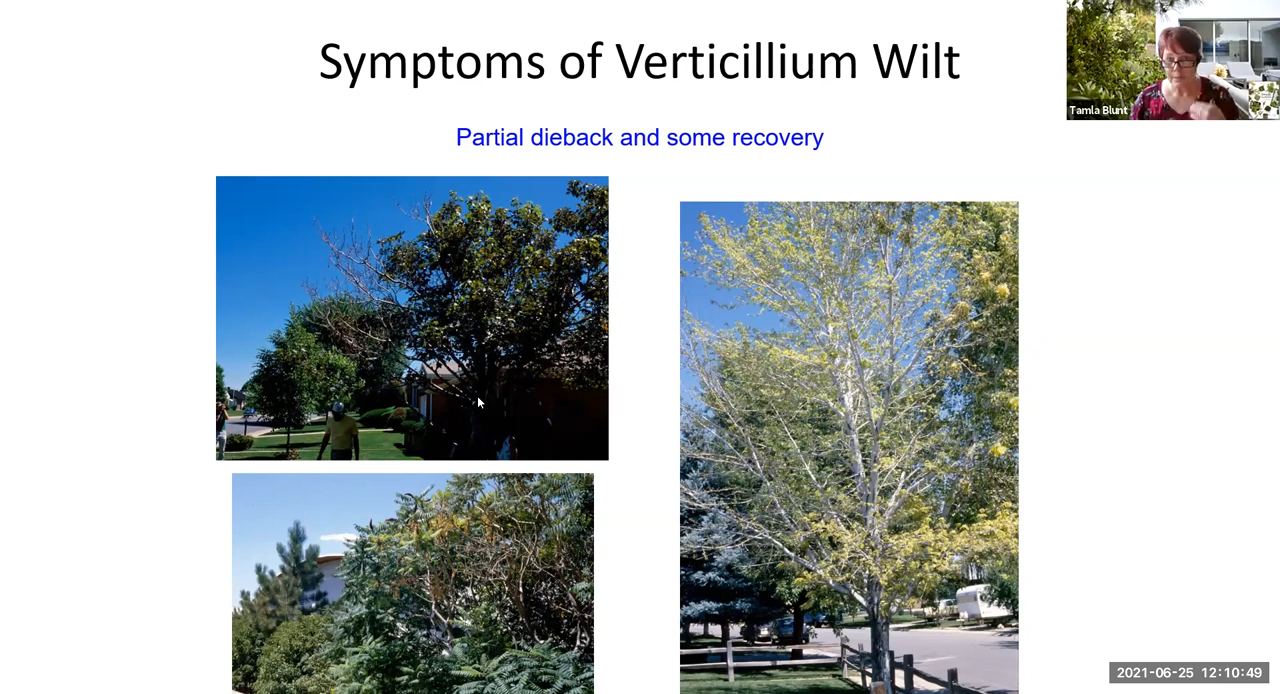 Symptoms of Verticillium Wilt
Partial dieback and some recovery
Tamla Blunt
2021-06-25 12:10:49